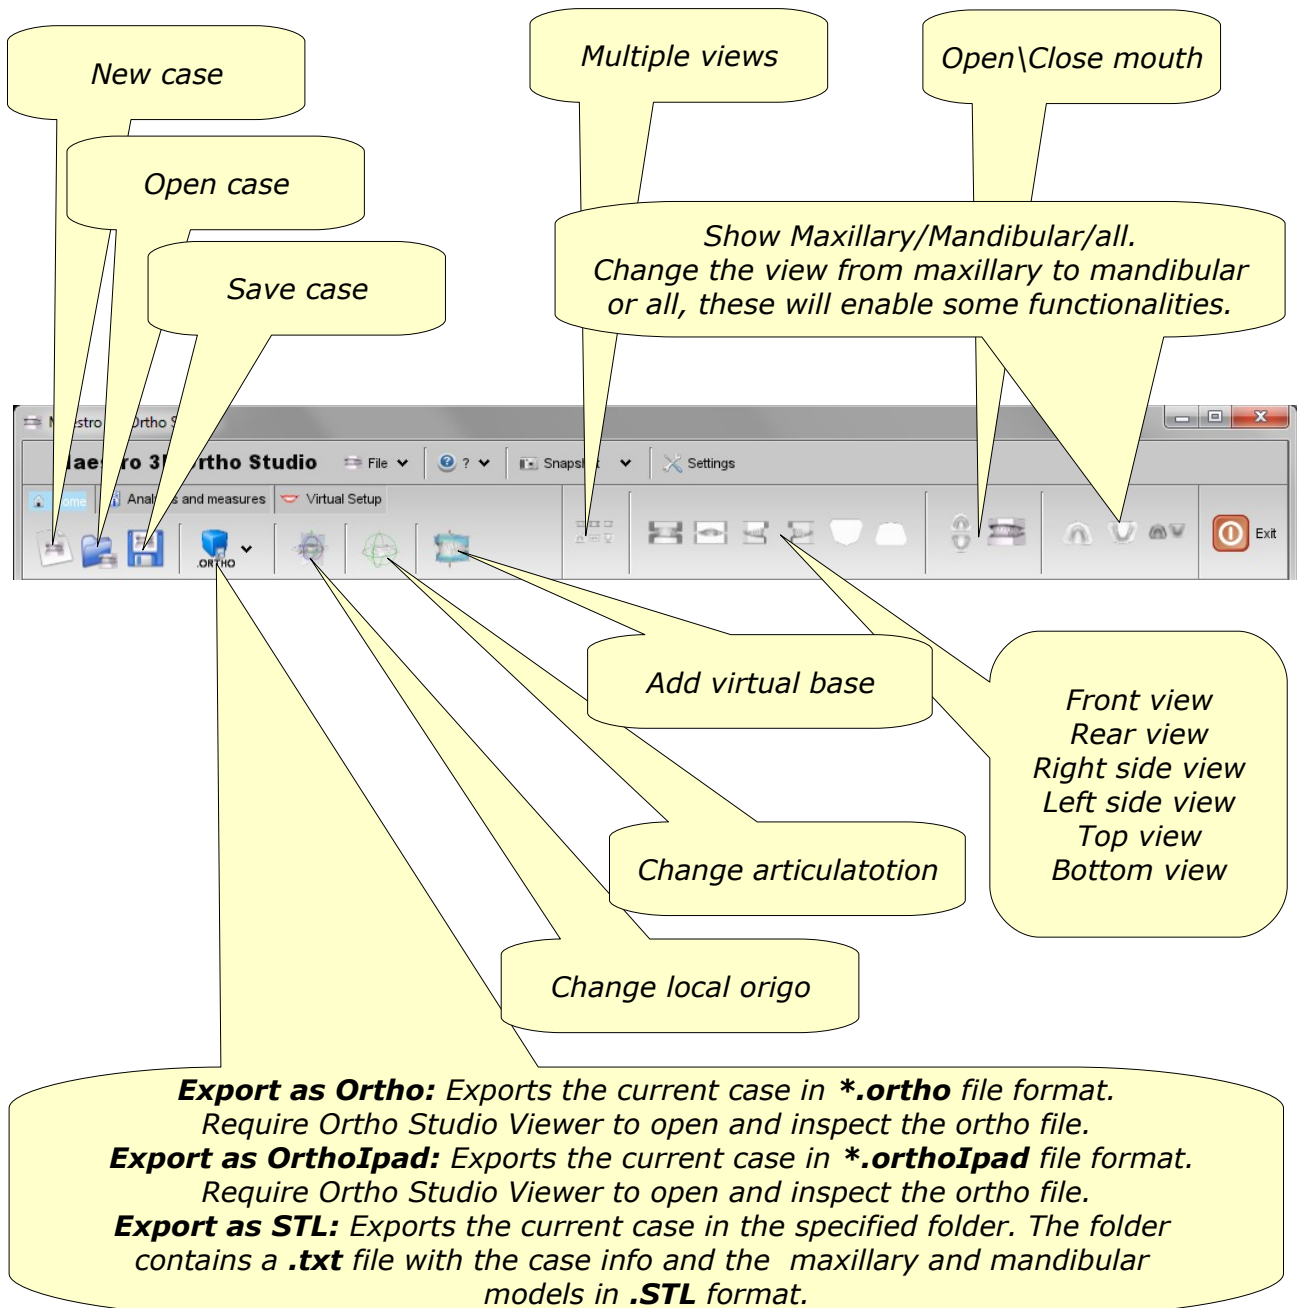 New case
Multiple views
Open\Close mouth
Open case
Save case
Show Maxillary/Mandibular/all.
Change the view from maxillary to mandibular
or all, these will enable some functionalities.
Ortho Studio
File
?
Settings
and measures
Virtual Setup
.ORTHO
Exit
Add virtual base
Front view
Rear view
Right side view
Left side view
Top view
Bottom view
Change articulatotion
Change local origo
Export as Ortho: Exports the current case in *.ortho file format.
Require Ortho Studio Viewer to open and inspect the ortho file.
Export as OrthoIpad: Exports the current case in *.orthoIpad file format.
Require Ortho Studio Viewer to open and inspect the ortho file.
Export as STL: Exports the current case in the specified folder. The folder
contains a .txt file with the case info and the maxillary and mandibular
models in .STL format.